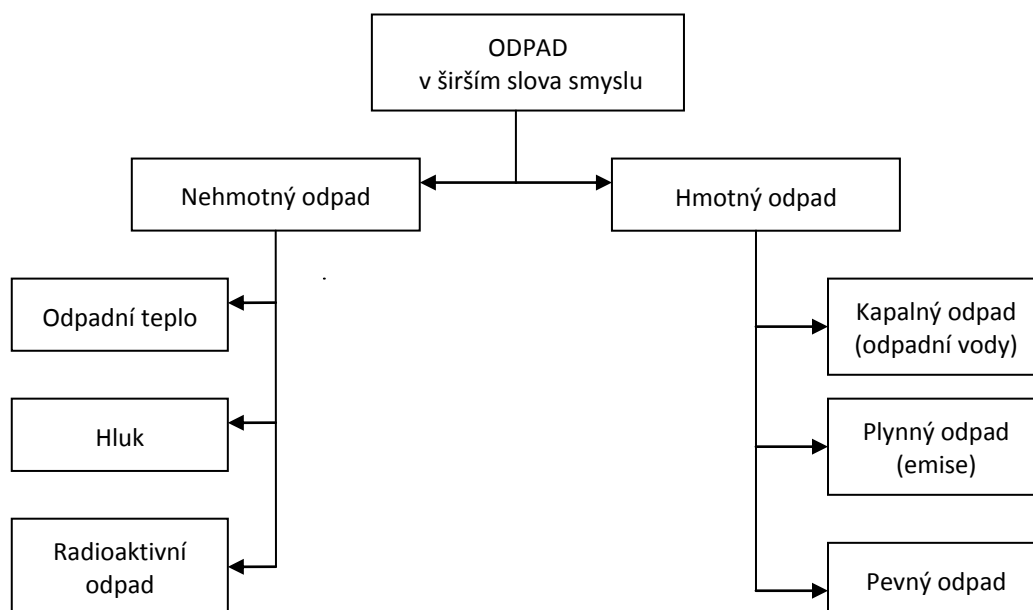 ODPAD
v širším slova smyslu
Nehmotný odpad
Hmotný odpad
Odpadní teplo
Kapalný odpad
(odpadní vody)
Hluk
Plynný odpad
(emise)
Radioaktivní
odpad
Pevný odpad